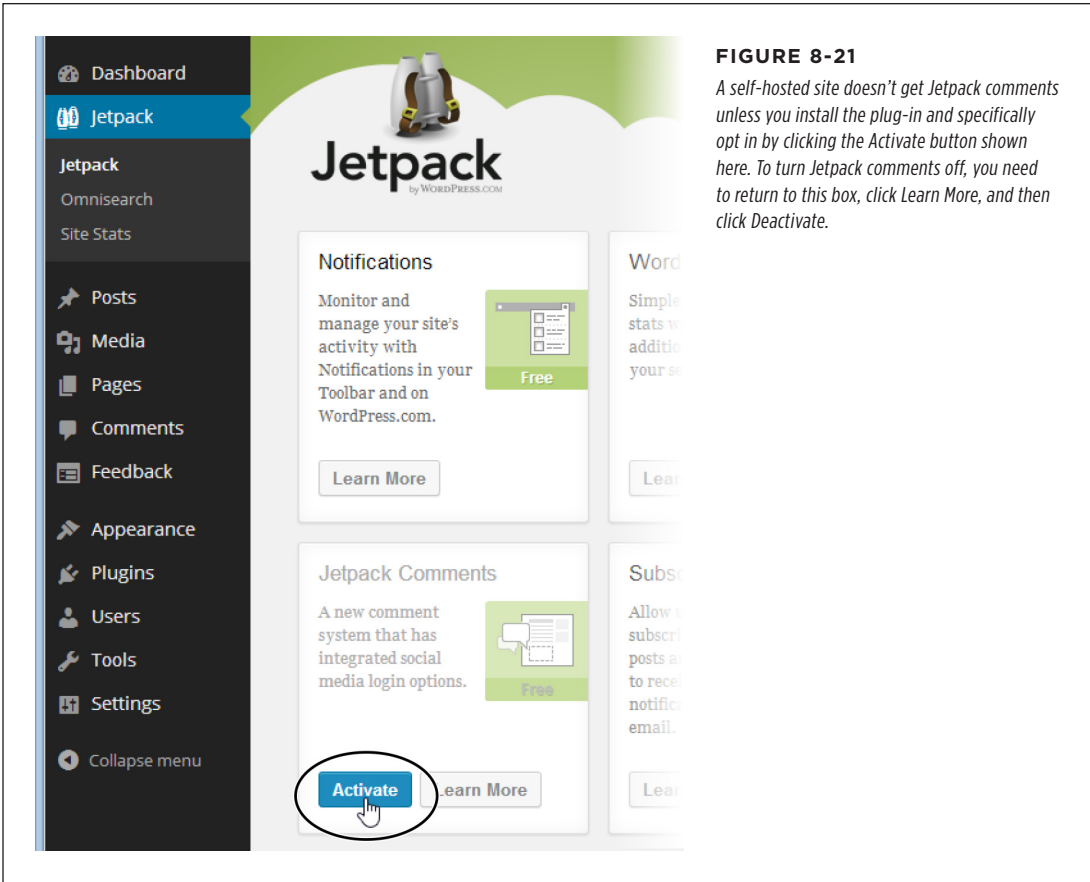 Dashboard
Jetpack
Jetpack
Omnisearch
Site Stats
Posts
Media
Pages
Comments
Feedback
Appearance
Plugins
Users
Tools
Settings
Collapse menu
Jetpack
by WORDPRESS.COM
Notifications
Monitor and
manage your site's
activity with
Notifications in your
Toolbar and on
WordPress.com.
Free
Learn More
Word
Simple
stats w
additio
your se
Lear
Jetpack Comments
A new comment
system that has
integrated social
media login options.
Free
Activate
Learn More
Subsc
Allow u
subscri
posts a
to rece
notific
email.
Lear
FIGURE 8-21
A self-hosted site doesn't get Jetpack comments
unless you install the plug-in and specifically
opt in by clicking the Activate button shown
here. To turn Jetpack comments off, you need
to return to this box, click Learn More, and then
click Deactivate.